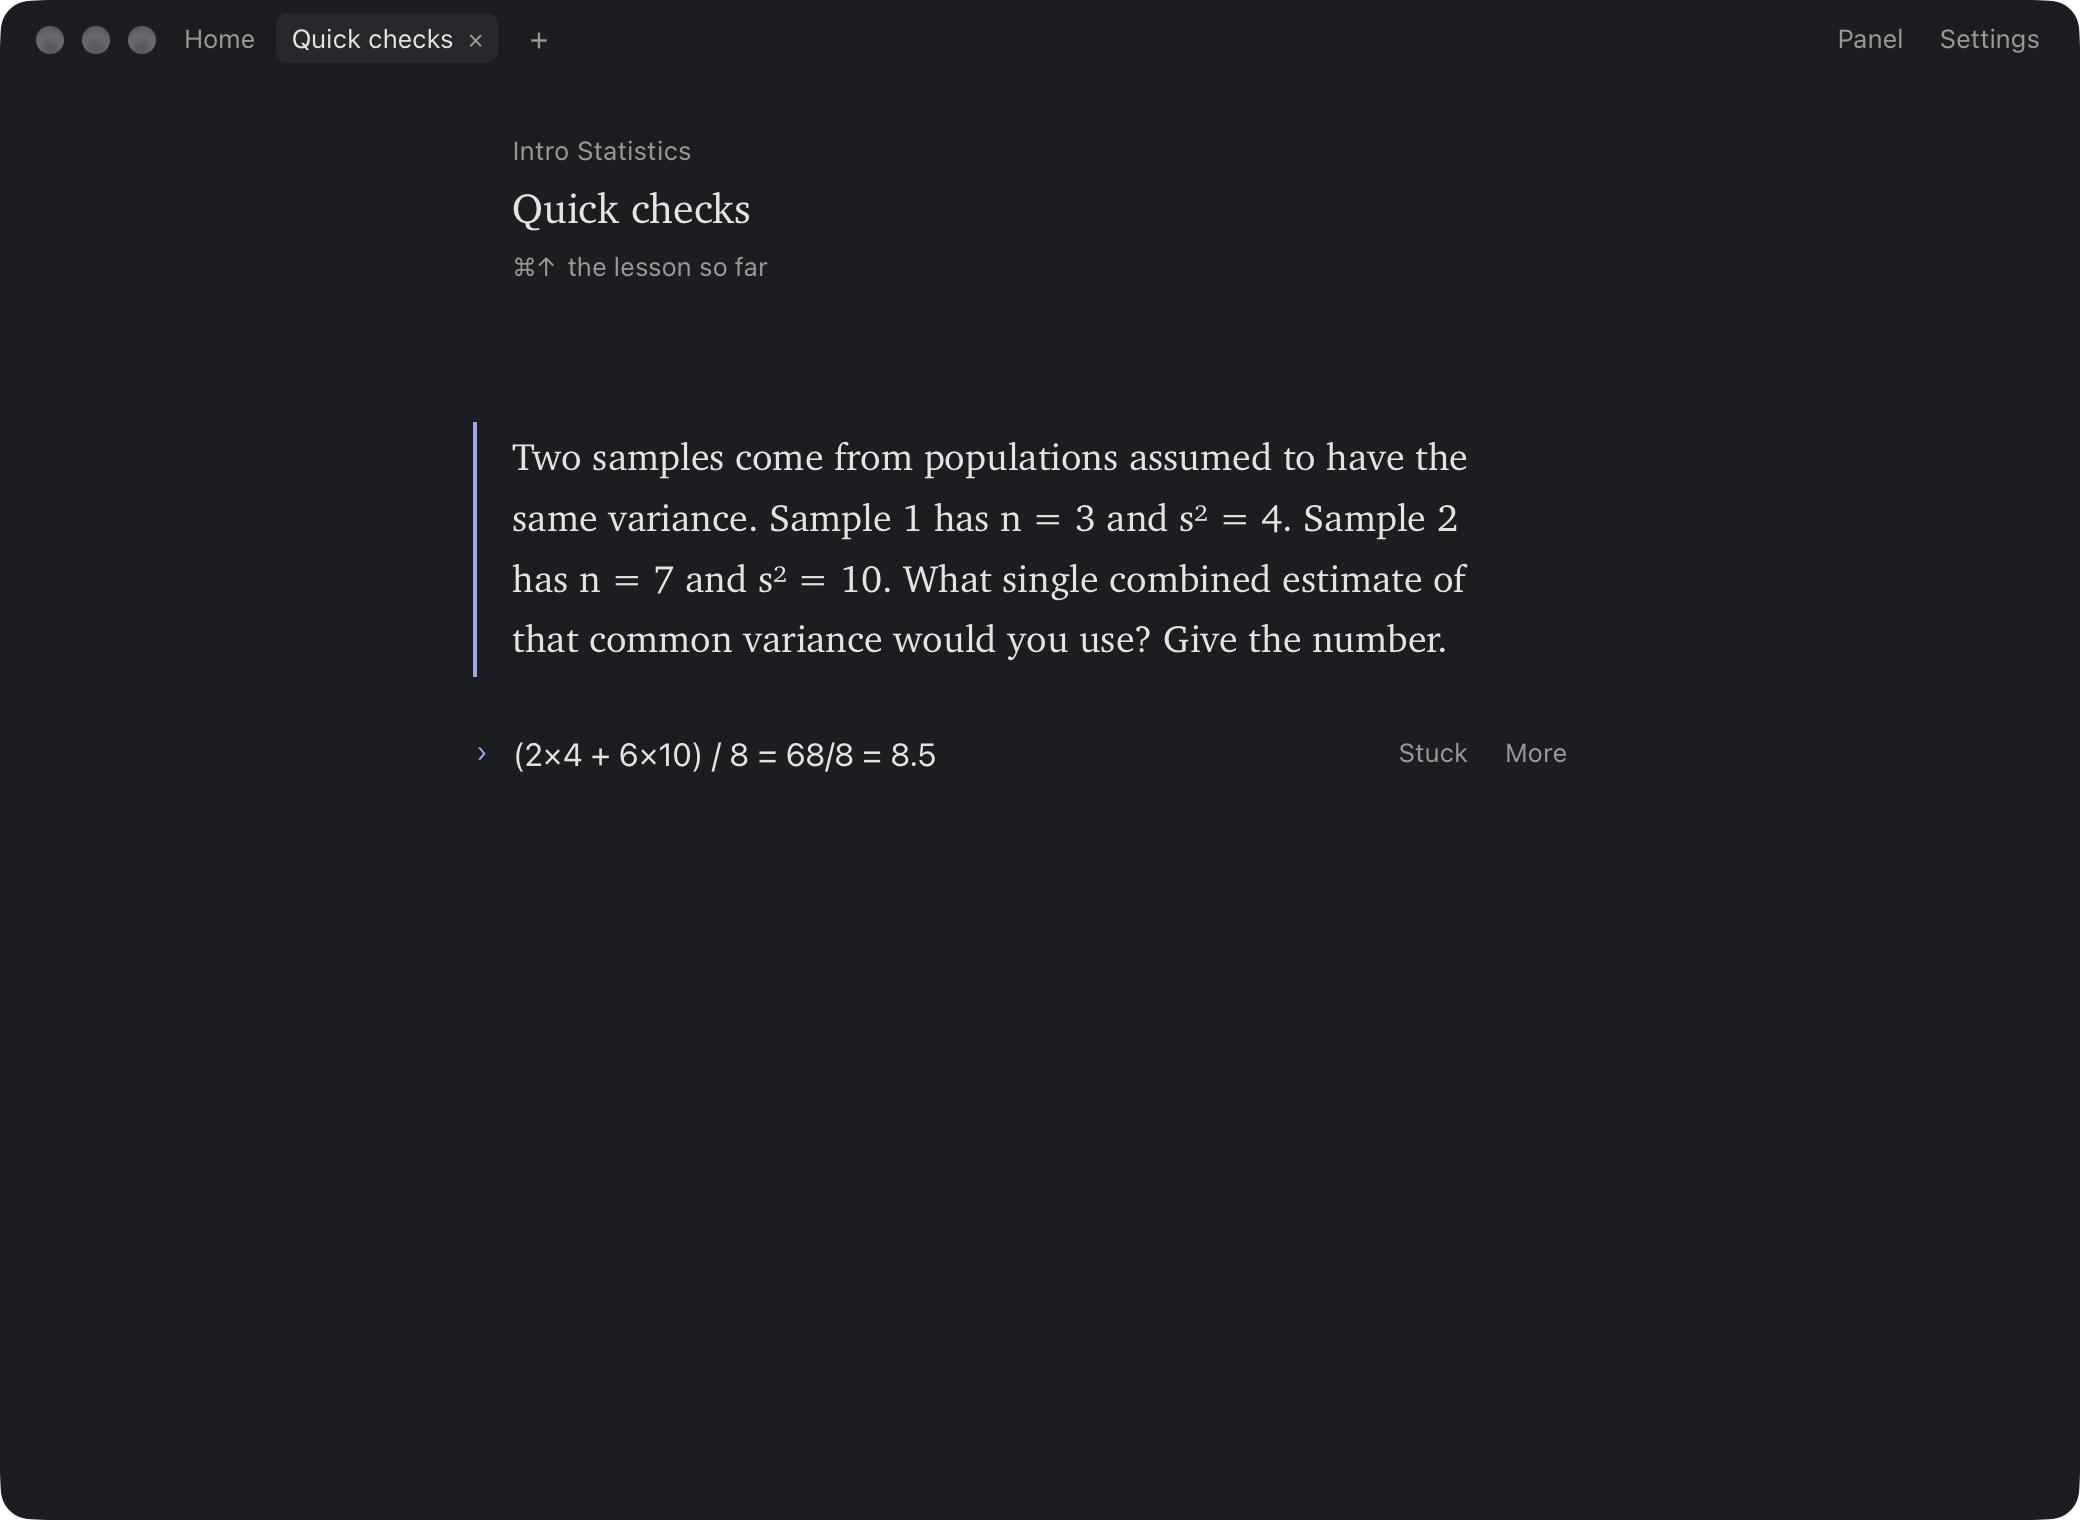 Home
Quick checks ×
+
Panel
Settings
Intro Statistics
Quick checks
⌘↑ the lesson so far
Two samples come from populations assumed to have the
same variance. Sample 1 has n = 3 and s² = 4. Sample 2
has n = 7 and s² = 10. What single combined estimate of
that common variance would you use? Give the number.
› (2×4 + 6×10) / 8 = 68/8 = 8.5
Stuck
More